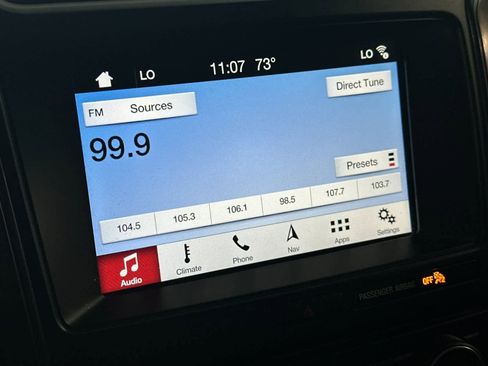 LO 11:07 73° LO
FM Sources Direct Tune
99.9
Presets
104.5 105.3 106.1 98.5 107.7 103.7
Audio Climate Phone Nav Apps Settings
PASSENGER AIRBAG OFF